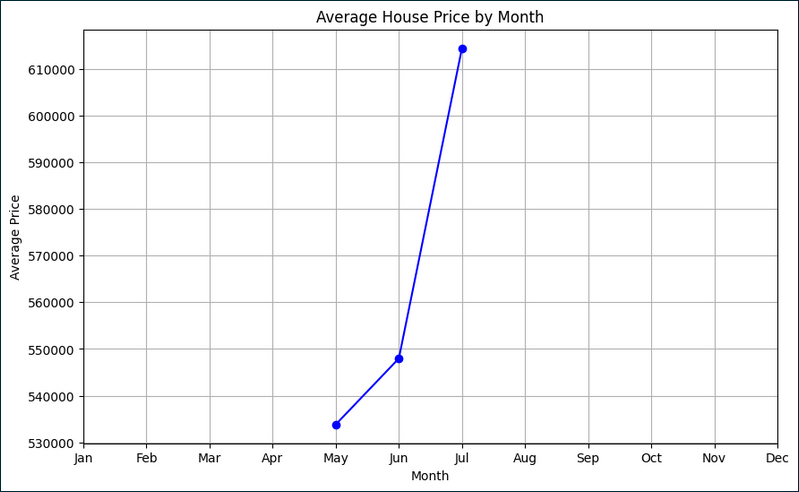 Average House Price by Month
Average Price
610000
600000
590000
580000
570000
560000
550000
540000
530000
Jan Feb Mar Apr May Jun Jul Aug Sep Oct Nov Dec
Month